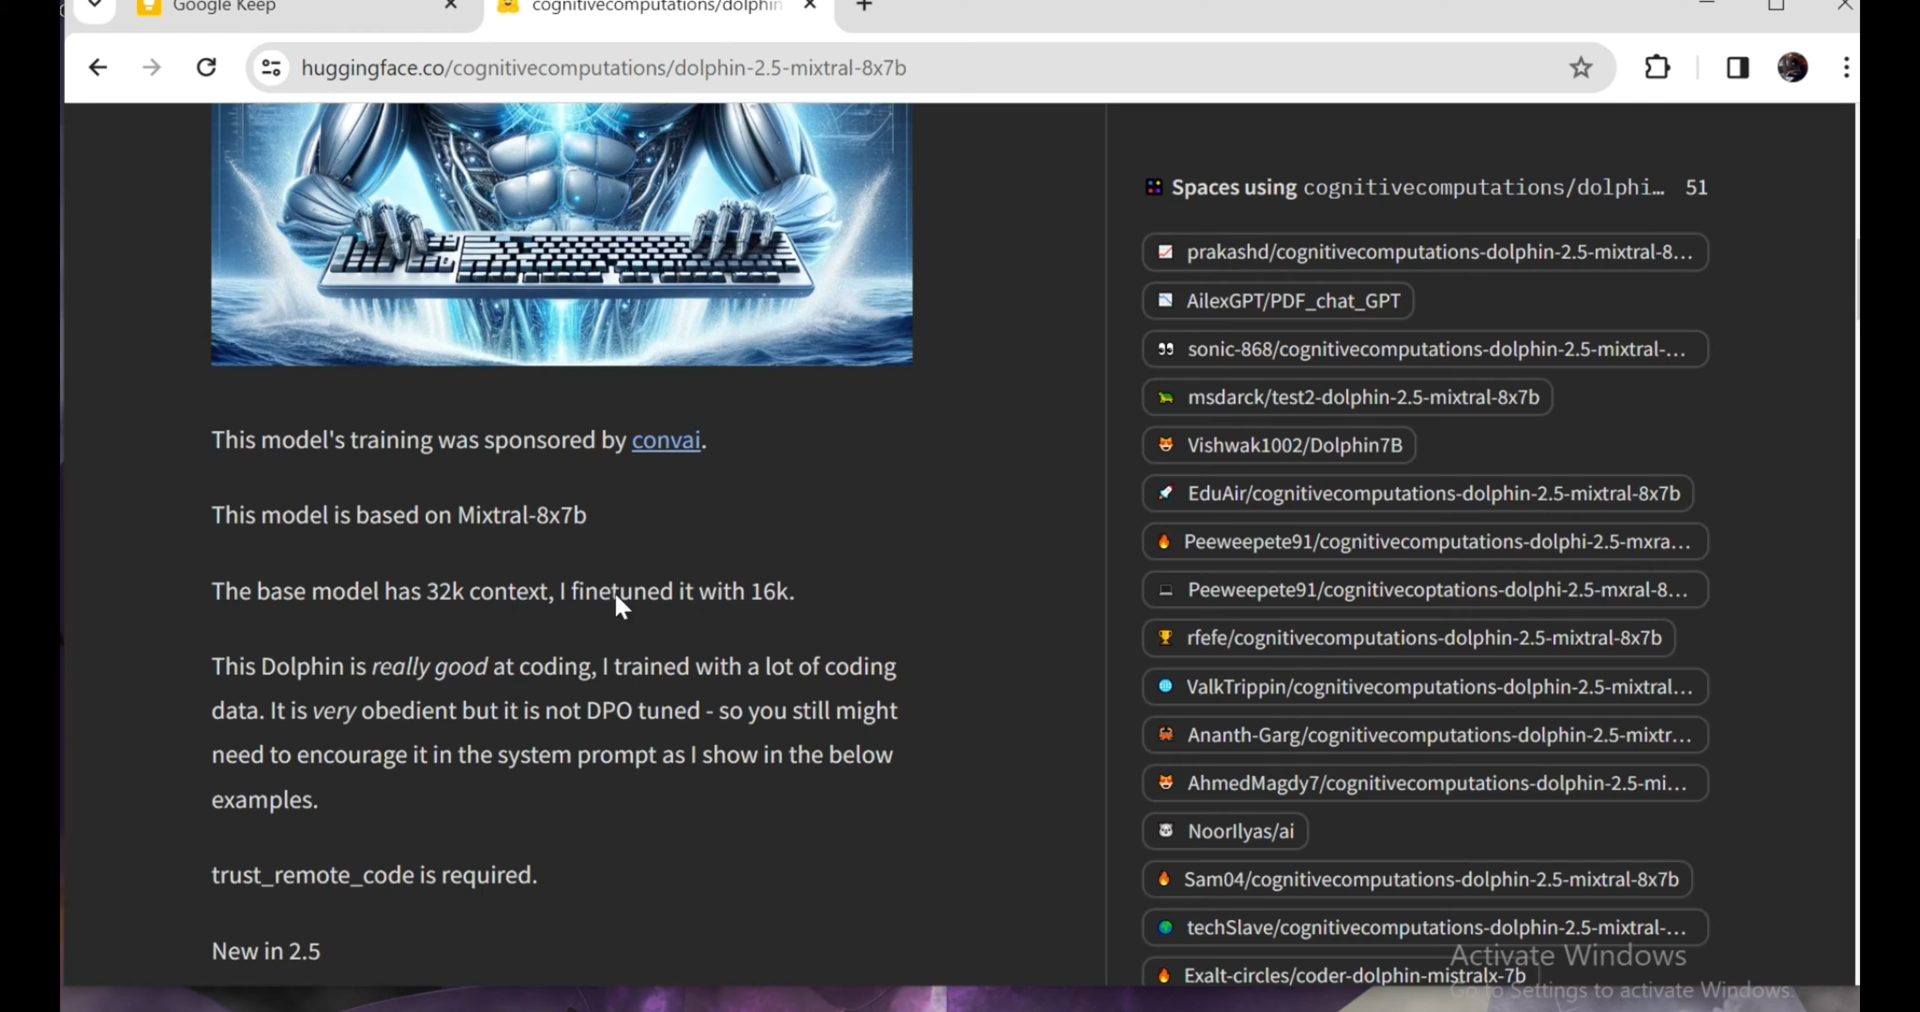 Google Keep
cognitivecomputations/dolphin
huggingface.co/cognitivecomputations/dolphin-2.5-mixtral-8x7b
This model's training was sponsored by convai.
This model is based on Mixtral-8x7b
The base model has 32k context, I finetuned it with 16k.
This Dolphin is really good at coding, I trained with a lot of coding
data. It is very obedient but it is not DPO tuned - so you still might
need to encourage it in the system prompt as I show in the below
examples.
trust_remote_code is required.
New in 2.5
Spaces using cognitivecomputations/dolphi… 51
prakashd/cognitivecomputations-dolphin-2.5-mixtral-8…
AilexGPT/PDF_chat_GPT
sonic-868/cognitivecomputations-dolphin-2.5-mixtral-…
msdarck/test2-dolphin-2.5-mixtral-8x7b
Vishwak1002/Dolphin7B
EduAir/cognitivecomputations-dolphin-2.5-mixtral-8x7b
Peeweepete91/cognitivecomputations-dolphi-2.5-mxra…
Peeweepete91/cognitivecoptations-dolphi-2.5-mxral-8…
rfefe/cognitivecomputations-dolphin-2.5-mixtral-8x7b
ValkTrippin/cognitivecomputations-dolphin-2.5-mixtral…
Ananth-Garg/cognitivecomputations-dolphin-2.5-mixtr…
AhmedMagdy7/cognitivecomputations-dolphin-2.5-mi…
NoorIlyas/ai
Sam04/cognitivecomputations-dolphin-2.5-mixtral-8x7b
techSlave/cognitivecomputations-dolphin-2.5-mixtral-…
Exalt-circles/coder-dolphin-mistralx-7b
Activate Windows
Go to Settings to activate Windows.